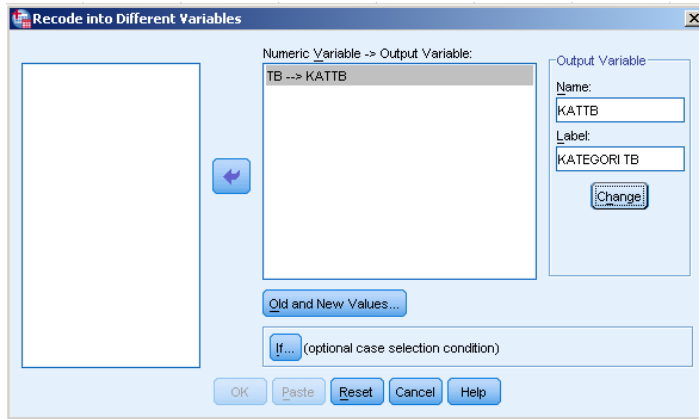 Recode into Different Variables
Numeric Variable -> Output Variable:
TB --> KATTB
Output Variable
Name:
KATTB
Label:
KATEGORI TB
Change
Old and New Values...
If... (optional case selection condition)
OK Paste Reset Cancel Help